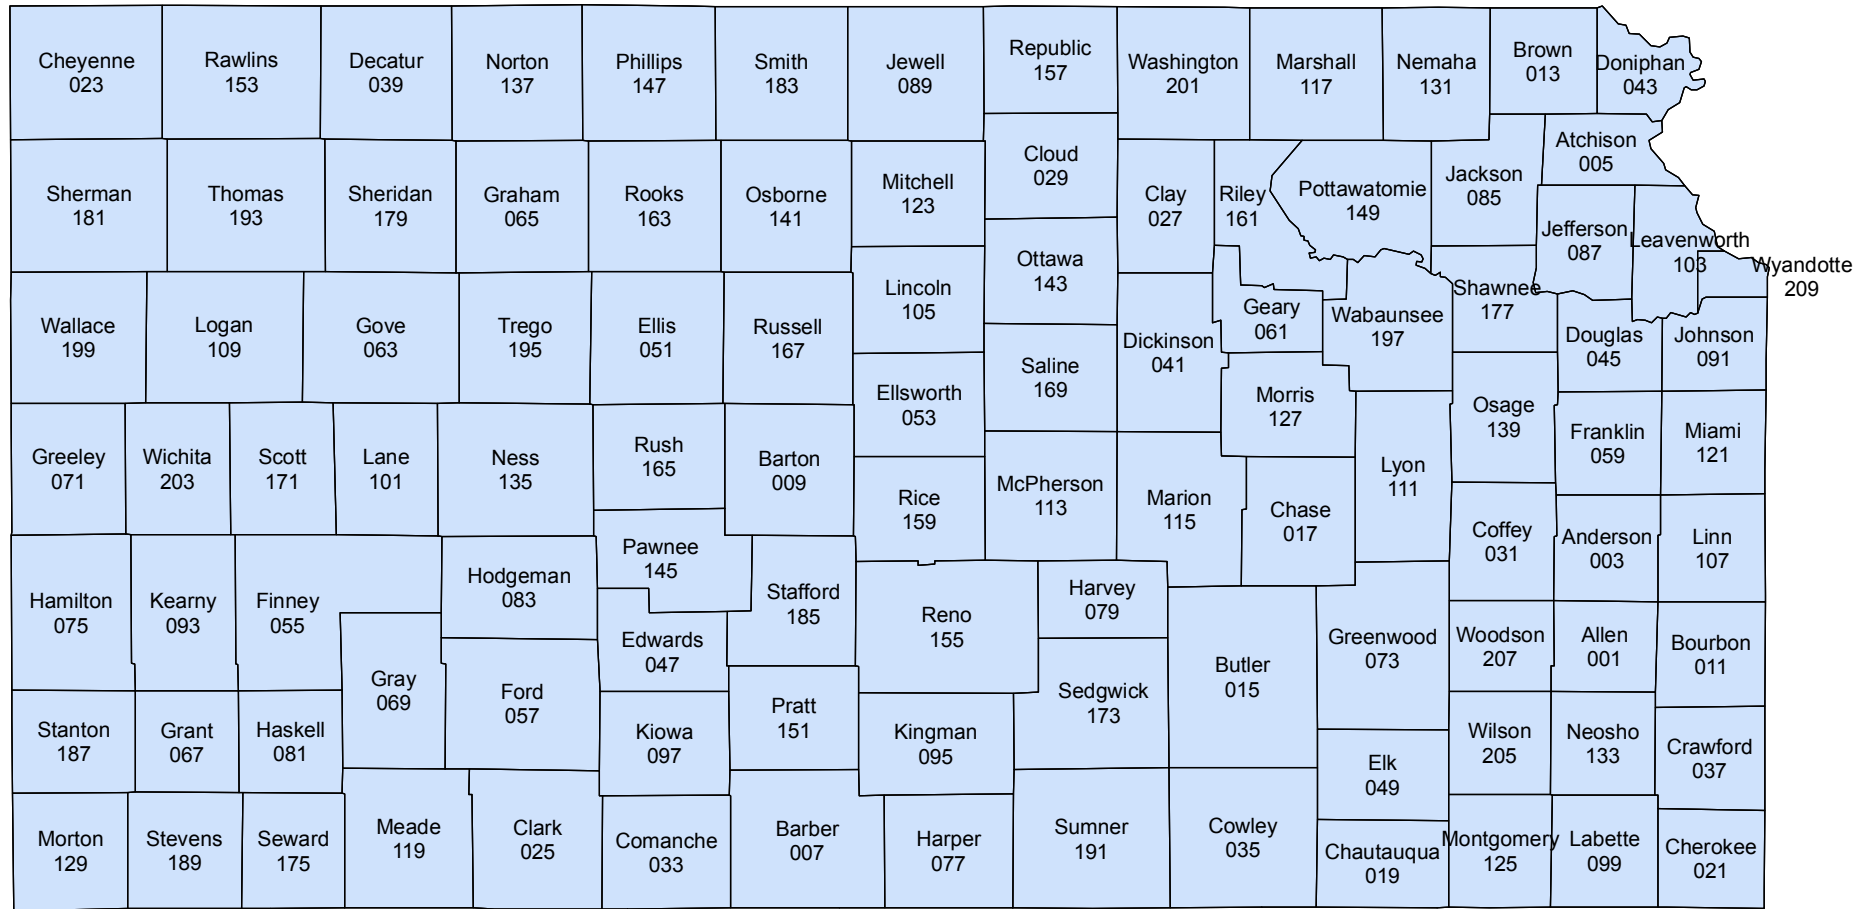 Cheyenne
023
Rawlins
153
Decatur
039
Norton
137
Phillips
147
Smith
183
Jewell
089
Republic
157
Washington
201
Marshall
117
Nemaha
131
Brown
013
Doniphan
043
Sherman
181
Thomas
193
Sheridan
179
Graham
065
Rooks
163
Osborne
141
Mitchell
123
Cloud
029
Clay
027
Riley
161
Pottawatomie
149
Jackson
085
Atchison
005
Jefferson
087
Leavenworth
103
Wyandotte
209
Wallace
199
Logan
109
Gove
063
Trego
195
Ellis
051
Russell
167
Lincoln
105
Ottawa
143
Dickinson
041
Geary
061
Wabaunsee
197
Shawnee
177
Douglas
045
Johnson
091
Ellsworth
053
Saline
169
Morris
127
Osage
139
Franklin
059
Miami
121
Greeley
071
Wichita
203
Scott
171
Lane
101
Ness
135
Rush
165
Barton
009
Rice
159
McPherson
113
Marion
115
Chase
017
Lyon
111
Coffey
031
Anderson
003
Linn
107
Hamilton
075
Kearny
093
Finney
055
Hodgeman
083
Pawnee
145
Stafford
185
Edwards
047
Reno
155
Harvey
079
Greenwood
073
Woodson
207
Allen
001
Bourbon
011
Gray
069
Ford
057
Pratt
151
Sedgwick
173
Butler
015
Stanton
187
Grant
067
Haskell
081
Kiowa
097
Kingman
095
Elk
049
Wilson
205
Neosho
133
Crawford
037
Morton
129
Stevens
189
Seward
175
Meade
119
Clark
025
Comanche
033
Barber
007
Harper
077
Sumner
191
Cowley
035
Chautauqua
019
Montgomery
125
Labette
099
Cherokee
021